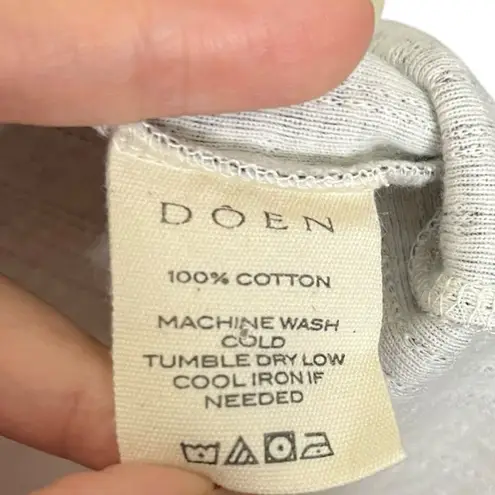 DÔEN
100% COTTON
MACHINE WASH
COLD
TUMBLE DRY LOW
COOL IRON IF
NEEDED